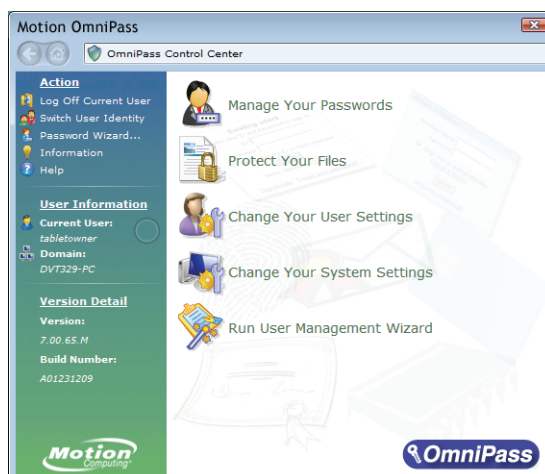 Motion OmniPass
OmniPass Control Center
Action
Log Off Current User
Switch User Identity
Password Wizard...
Information
Help
User Information
Current User:
tabletowner
Domain:
DVT329-PC
Version Detail
Version:
7.00.65.M
Build Number:
A01231209
Motion
Computing
Manage Your Passwords
Protect Your Files
Change Your User Settings
Change Your System Settings
Run User Management Wizard
OmniPass